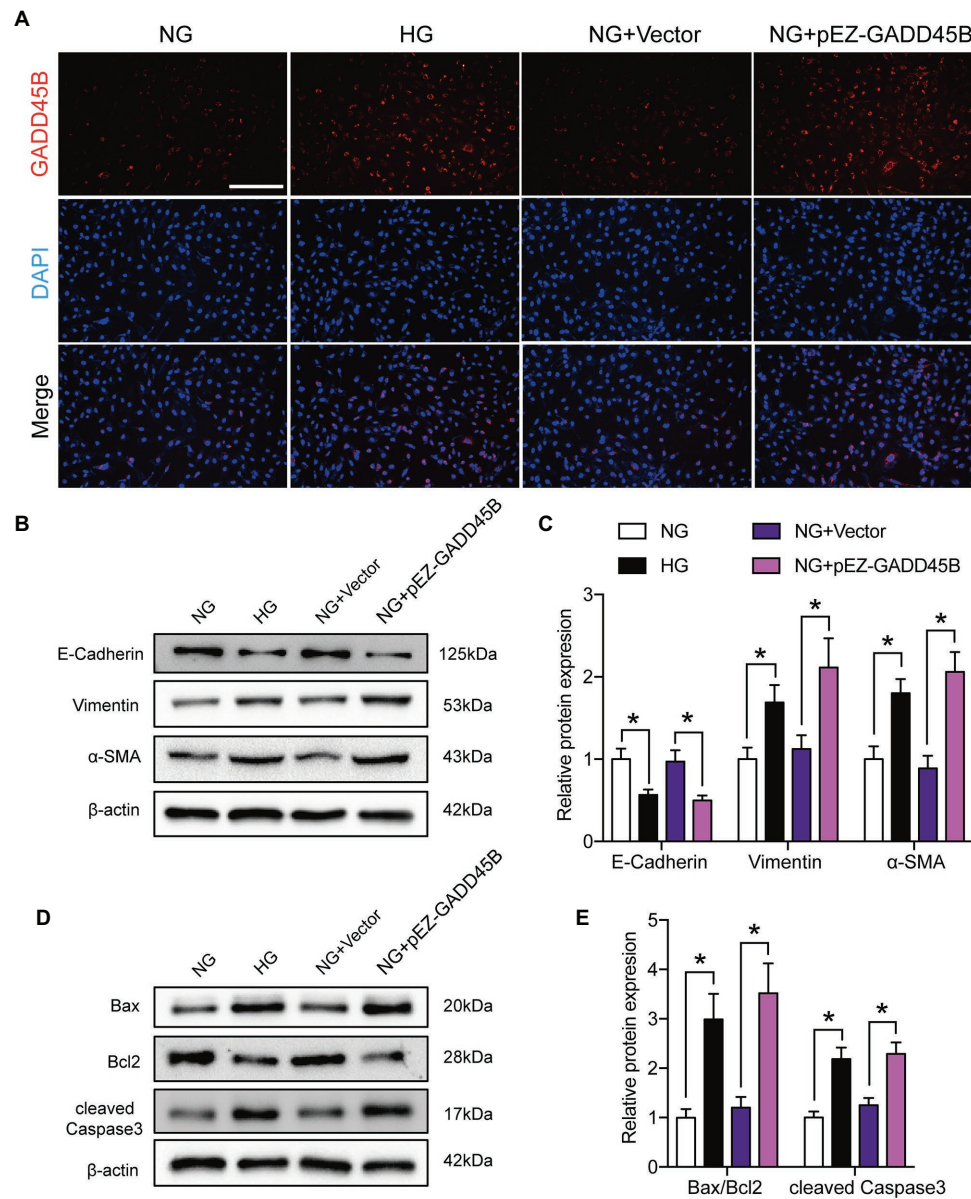 A
NG HG NG+Vector NG+pEZ-GADD45B
GADD45B
DAPI
Merge
B
NG HG NG+Vector NG+pEZ-GADD45B
E-Cadherin 125kDa
Vimentin 53kDa
α-SMA 43kDa
β-actin 42kDa
C
NG NG+Vector
HG NG+pEZ-GADD45B
Relative protein expresion
3
2
1
0
* * * * * *
E-Cadherin Vimentin α-SMA
D
NG HG NG+Vector NG+pEZ-GADD45B
Bax 20kDa
Bcl2 28kDa
cleaved
Caspase3 17kDa
β-actin 42kDa
E
Relative protein expresion
5
4
3
2
1
0
* * * *
Bax/Bcl2 cleaved Caspase3